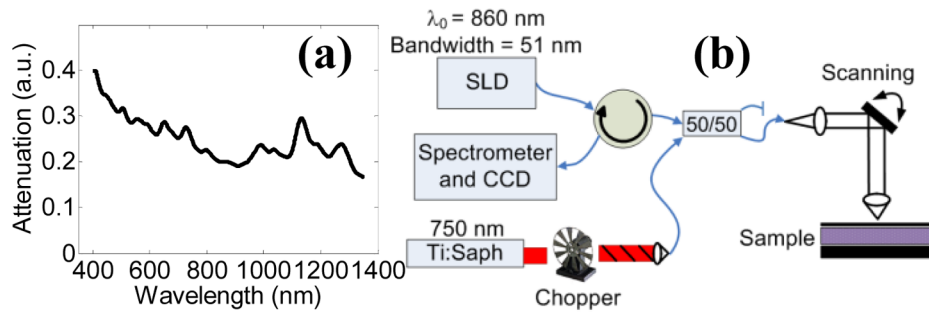 (a)
Attenuation (a.u.)
0.4
0.3
0.2
0.1
0
400 600 800 1000 1200 1400
Wavelength (nm)
(b)
λ0 = 860 nm
Bandwidth = 51 nm
SLD
Spectrometer
and CCD
750 nm
Ti:Saph
Chopper
50/50
Scanning
Sample